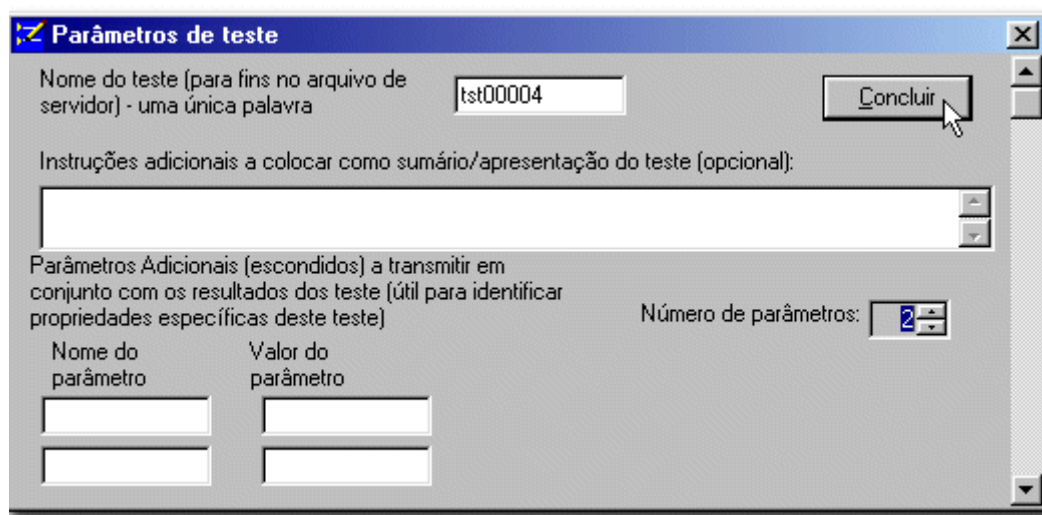 Parâmetros de teste
Nome do teste (para fins no arquivo de
servidor) - uma única palavra
tst00004
Concluir
Instruções adicionais a colocar como sumário/apresentação do teste (opcional):
Parâmetros Adicionais (escondidos) a transmitir em
conjunto com os resultados dos teste (útil para identificar
propriedades específicas deste teste)
Número de parâmetros: 2
Nome do
parâmetro
Valor do
parâmetro